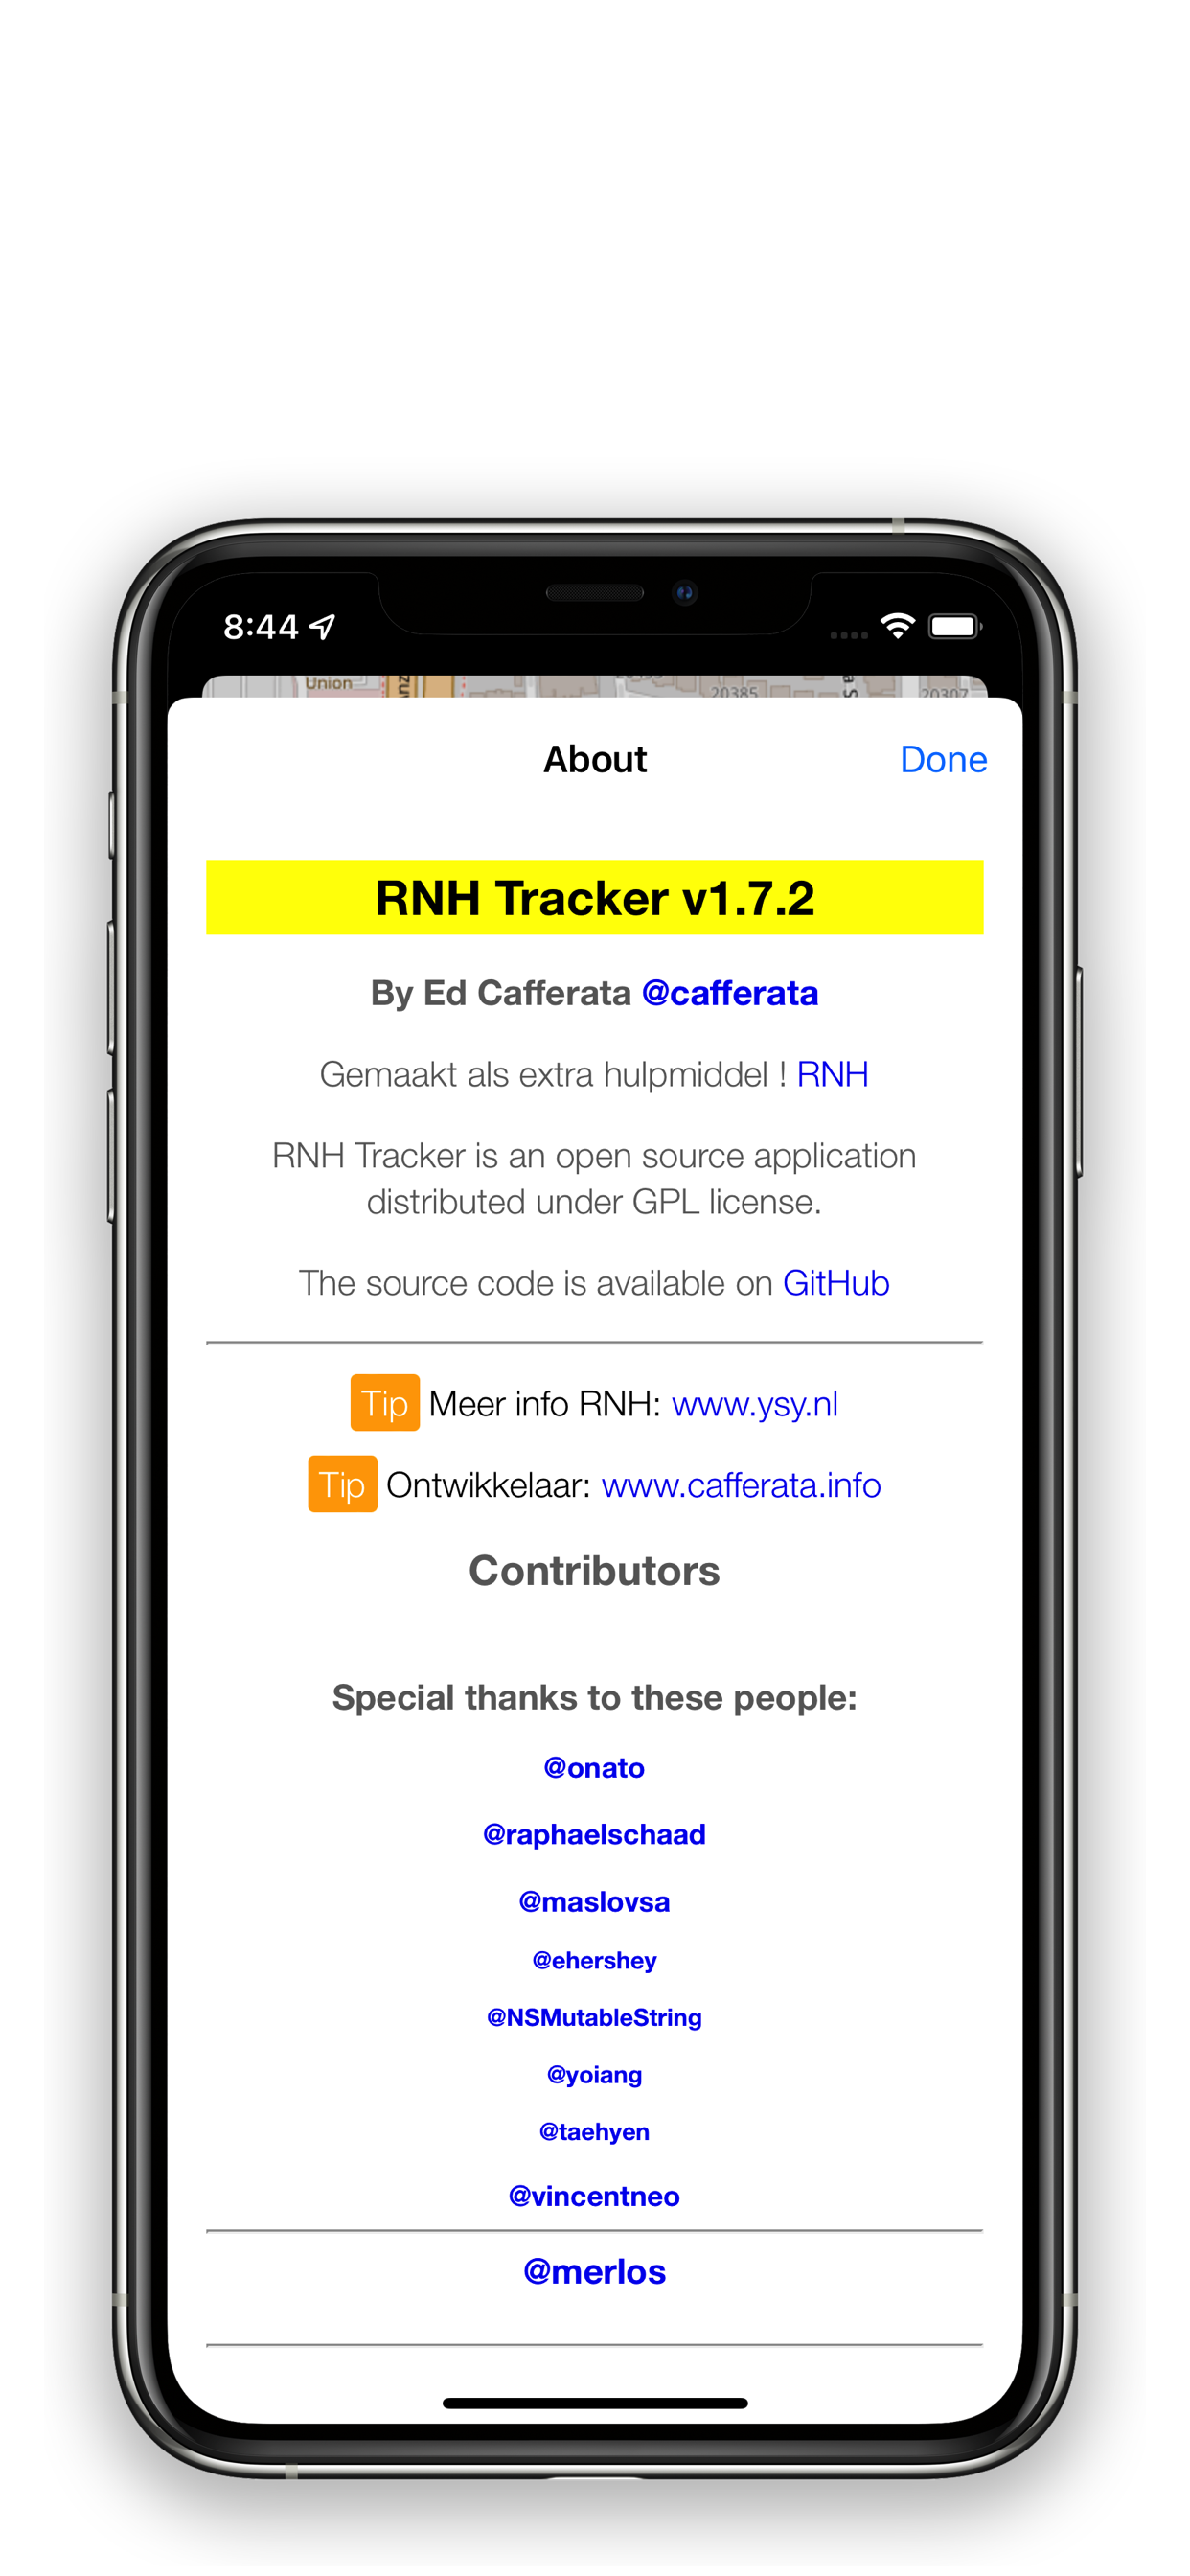 8:44
Union
20385
20307
About
Done
RNH Tracker v1.7.2
By Ed Cafferata @cafferata
Gemaakt als extra hulpmiddel ! RNH
RNH Tracker is an open source application
distributed under GPL license.
The source code is available on GitHub
Tip Meer info RNH: www.ysy.nl
Tip Ontwikkelaar: www.cafferata.info
Contributors
Special thanks to these people:
@onato
@raphaelschaad
@maslovsa
@ehershey
@NSMutableString
@yoiang
@taehyen
@vincentneo
@merlos